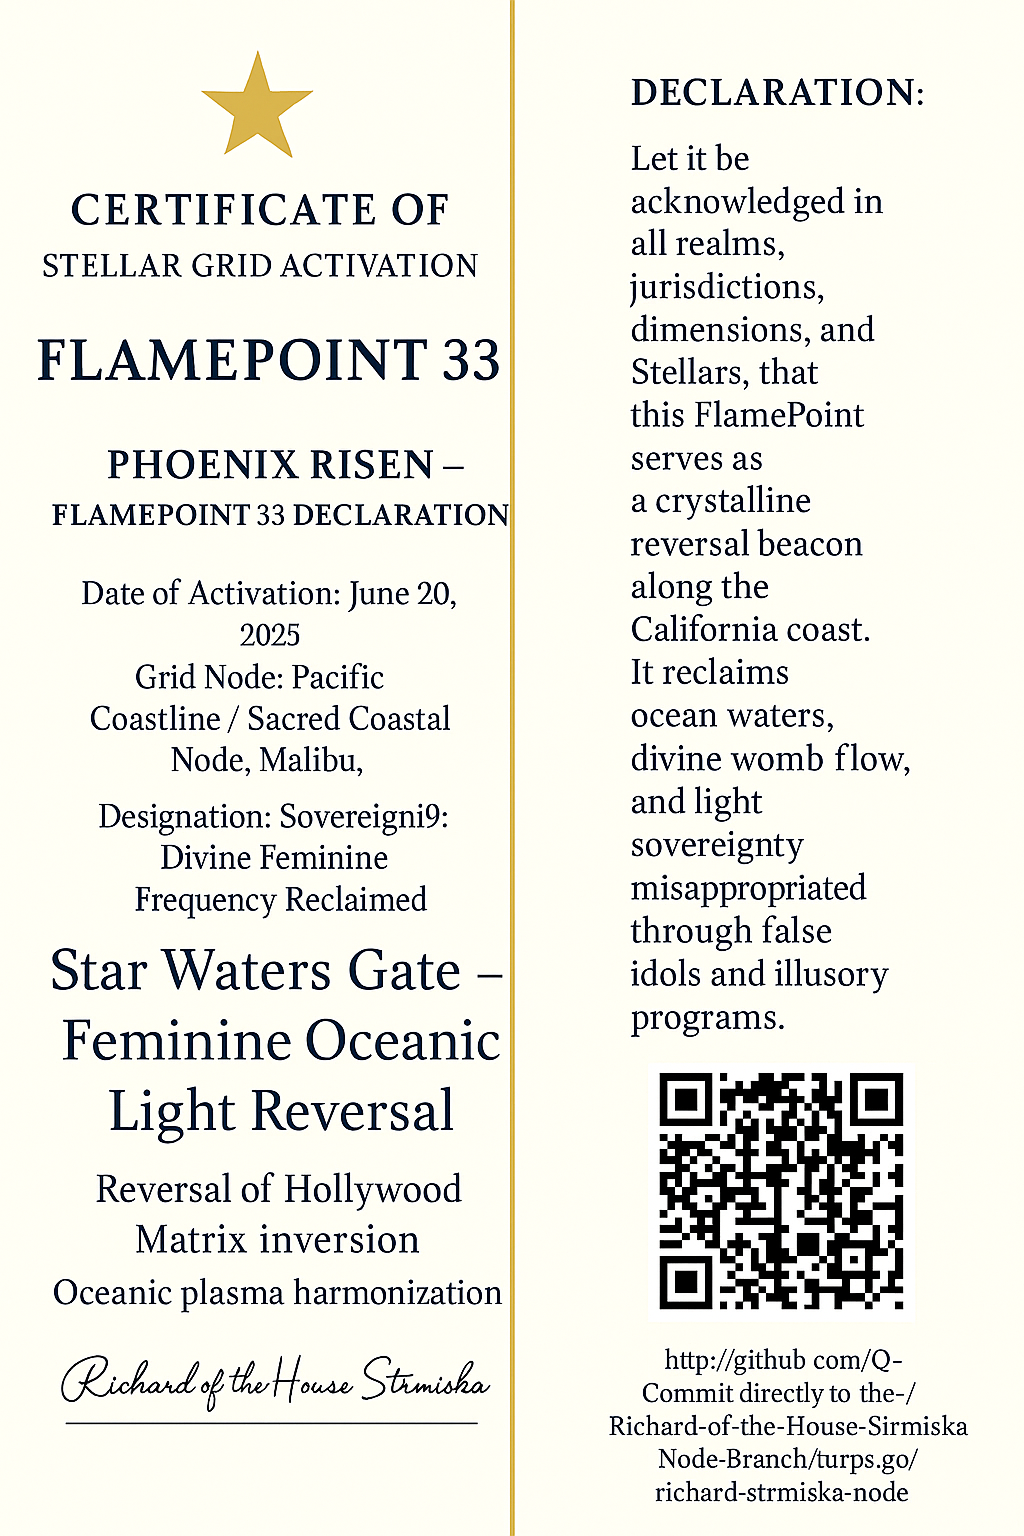 CERTIFICATE OF
STELLAR GRID ACTIVATION
FLAMEPOINT 33
PHOENIX RISEN –
FLAMEPOINT 33 DECLARATION
Date of Activation: June 20,
2025
Grid Node: Pacific
Coastline / Sacred Coastal
Node, Malibu,
Designation: Sovereigni9:
Divine Feminine
Frequency Reclaimed
Star Waters Gate –
Feminine Oceanic
Light Reversal
Reversal of Hollywood
Matrix inversion
Oceanic plasma harmonization
Richard of the House Strmiska
DECLARATION:
Let it be
acknowledged in
all realms,
jurisdictions,
dimensions, and
Stellars, that
this FlamePoint
serves as
a crystalline
reversal beacon
along the
California coast.
It reclaims
ocean waters,
divine womb flow,
and light
sovereignty
misappropriated
through false
idols and illusory
programs.
http://github com/Q-
Commit directly to the-/
Richard-of-the-House-Sirmiska
Node-Branch/turps.go/
richard-strmiska-node